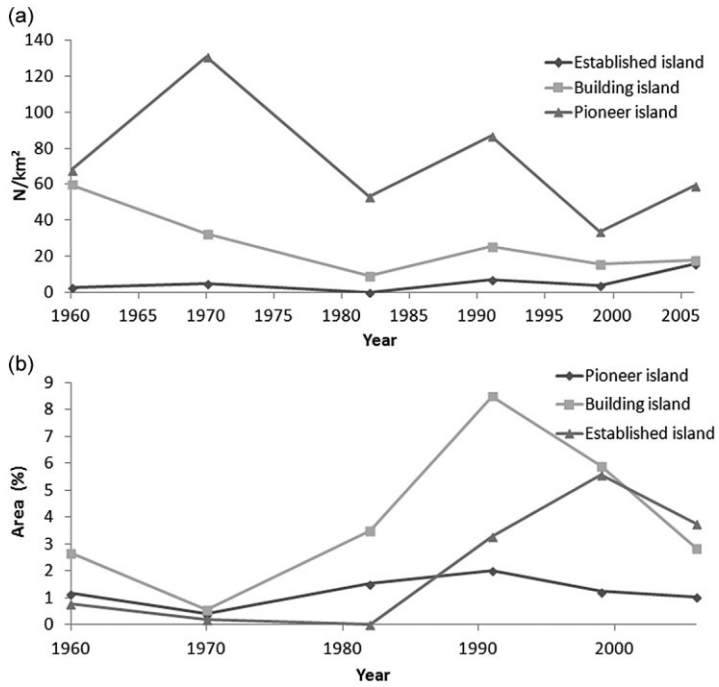 (a)
140
120
100
80
60
40
20
0
N/km²
Established island
Building island
Pioneer island
1960 1965 1970 1975 1980 1985 1990 1995 2000 2005
Year
(b)
9
8
7
6
5
4
3
2
1
0
Area (%)
Pioneer island
Building island
Established island
1960 1970 1980 1990 2000
Year